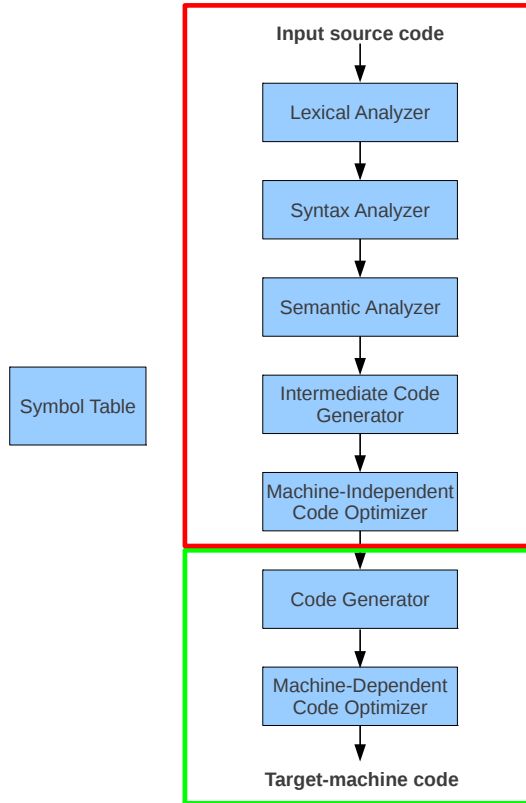 Input source code
Lexical Analyzer
Syntax Analyzer
Semantic Analyzer
Symbol Table
Intermediate Code
Generator
Machine-Independent
Code Optimizer
Code Generator
Machine-Dependent
Code Optimizer
Target-machine code